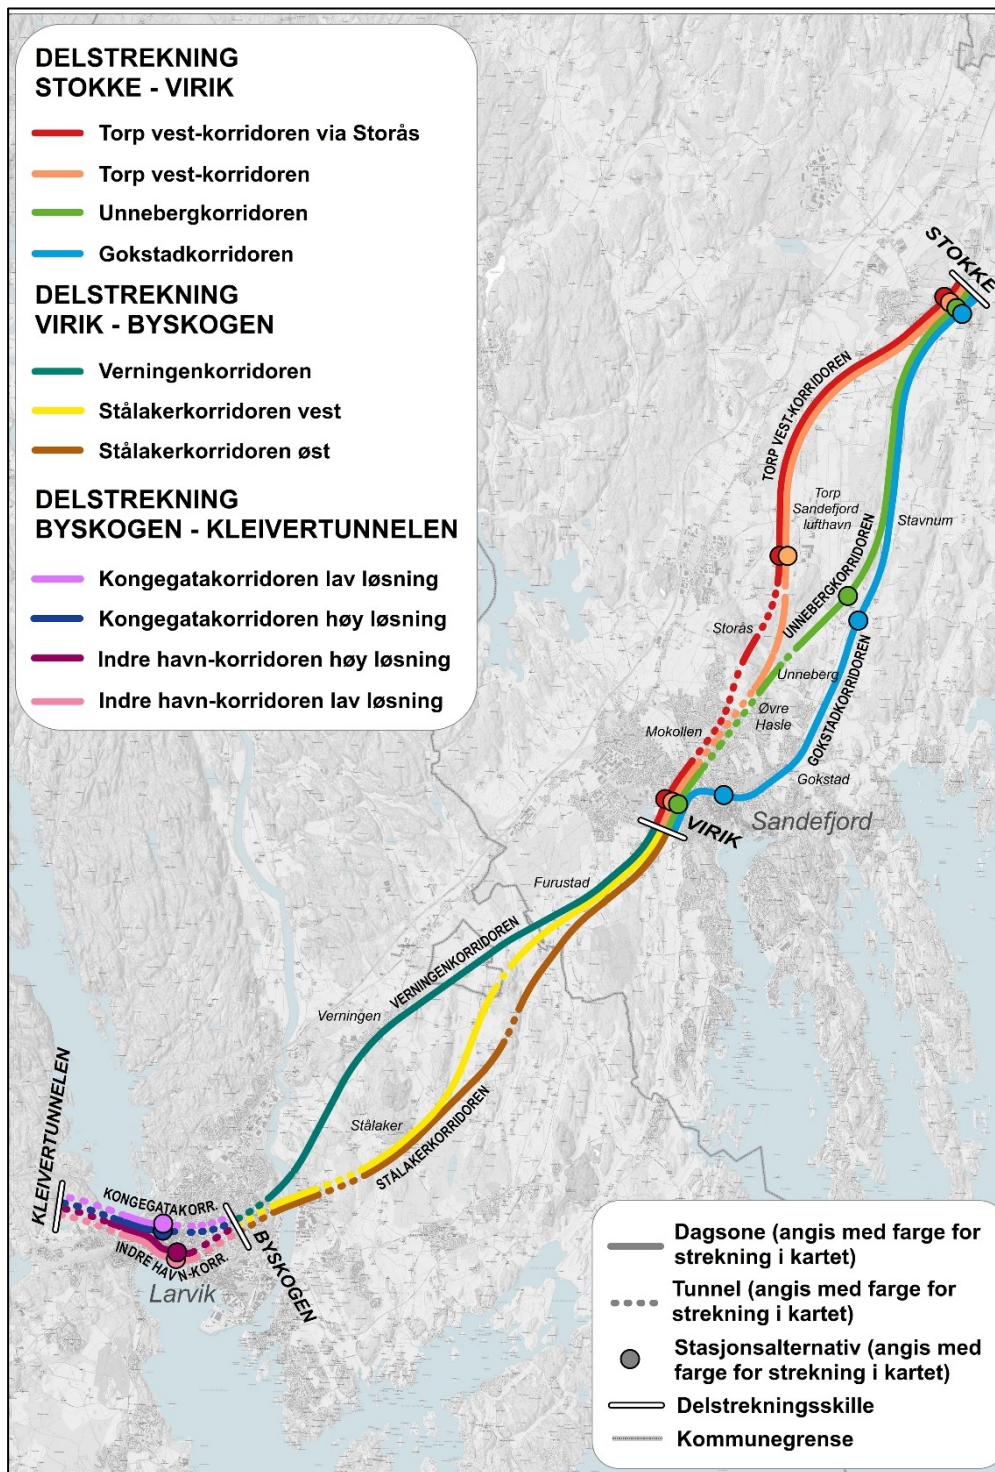 DELSTREKNING
STOKKE - VIRIK
Torp vest-korridoren via Storås
Torp vest-korridoren
Unnebergkorridoren
Gokstadkorridoren
DELSTREKNING
VIRIK - BYSKOGEN
Verningenkorridoren
Stålakerkorridoren vest
Stålakerkorridoren øst
DELSTREKNING
BYSKOGEN - KLEIVERTUNNELEN
Kongegatakorridoren lav løsning
Kongegatakorridoren høy løsning
Indre havn-korridoren høy løsning
Indre havn-korridoren lav løsning
STOKKE
TORP VEST-KORRIDOREN
Torp
Sandefjord
lufthavn
Stavnum
UNNEBERGKORRIDOREN
Storås
Unneberg
GOKSTADKORRIDOREN
Øvre
Hasle
Mokollen
Gokstad
VIRIK
Sandefjord
Furustad
VERNINGENKORRIDOREN
Verningen
Stålaker
STÅLAKERKORRIDOREN
KLEIVERTUNNELEN
KONGEGATAKORR.
BYSKOGEN
INDRE HAVN-KORR.
Larvik
Dagsone (angis med farge for
strekning i kartet)
Tunnel (angis med farge for
strekning i kartet)
Stasjonsalternativ (angis med
farge for strekning i kartet)
Delstrekningsskille
Kommunegrense